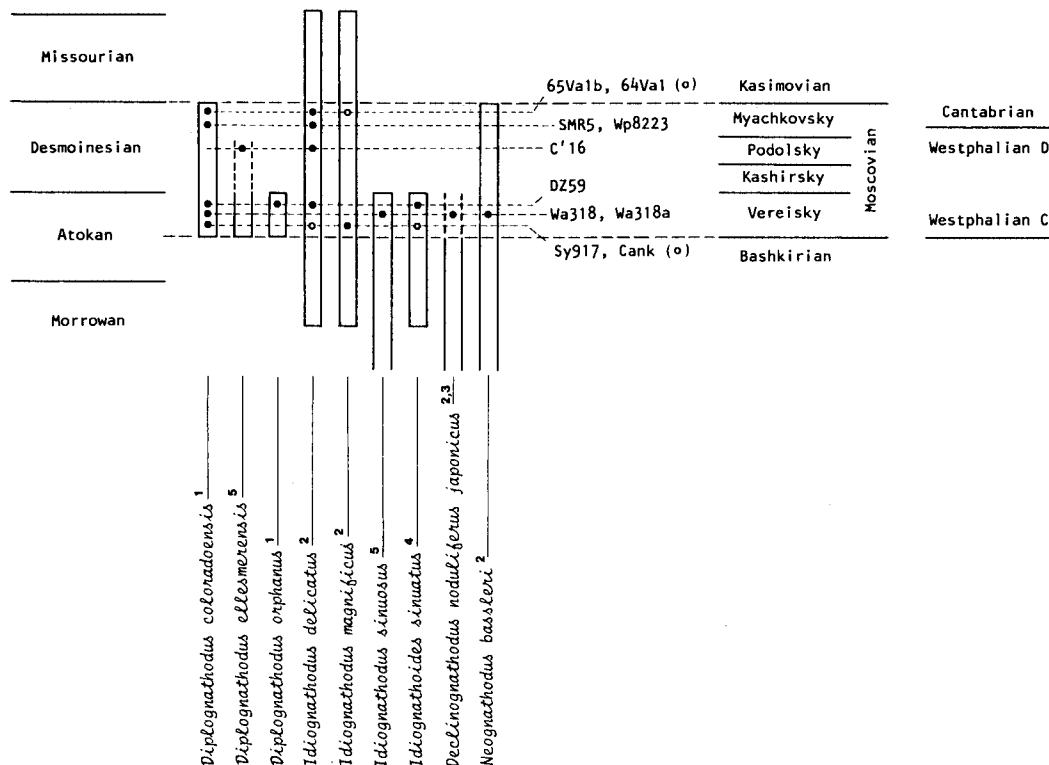 Missourian
Desmoinesian
Atokan
Morrowan
65Va1b, 64Va1 (o)
SMR5, Wp8223
C'16
DZ59
Wa318, Wa318a
Sy917, Cank (o)
Kasimovian
Myachkovsky
Podolsky
Kashirsky
Vereisky
Bashkirian
Moscovian
Cantabrian
Westphalian D
Westphalian C
Diplognathodus coloradoensis 1
Diplognathodus ellesmerensis 5
Diplognathodus orphanus 1
Idiognathodus delicatus 2
Idiognathodus magnificus 2
Idiognathodus sinuosus 5
Idiognathoides sinuatus 4
Declinognathodus noduliferus japonicus 2,3
Neognathodus bassleri 2